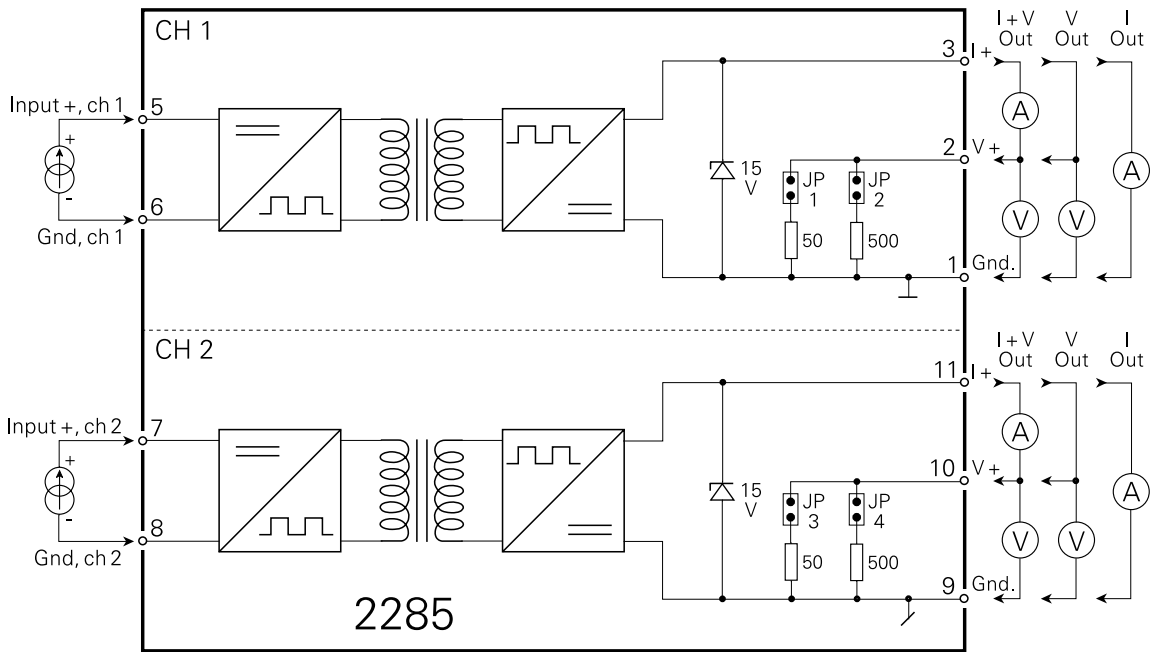 CH 1
I + V Out
V Out
I Out
3 I +
Input +, ch 1
5
+
-
6
Gnd, ch 1
A
2 V +
15 V
JP 1
JP 2
A
50
500
V
V
1 Gnd.
CH 2
I + V Out
V Out
I Out
11 I +
Input +, ch 2
7
+
-
8
Gnd, ch 2
A
10 V +
15 V
JP 3
JP 4
A
50
500
V
V
9 Gnd.
2285